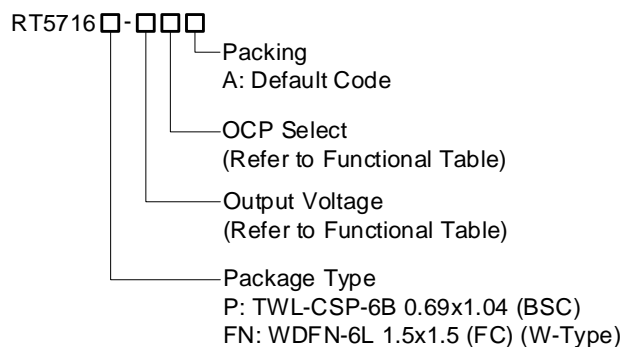 RT5716□-□□□
Packing
A: Default Code
OCP Select
(Refer to Functional Table)
Output Voltage
(Refer to Functional Table)
Package Type
P: TWL-CSP-6B 0.69x1.04 (BSC)
FN: WDFN-6L 1.5x1.5 (FC) (W-Type)